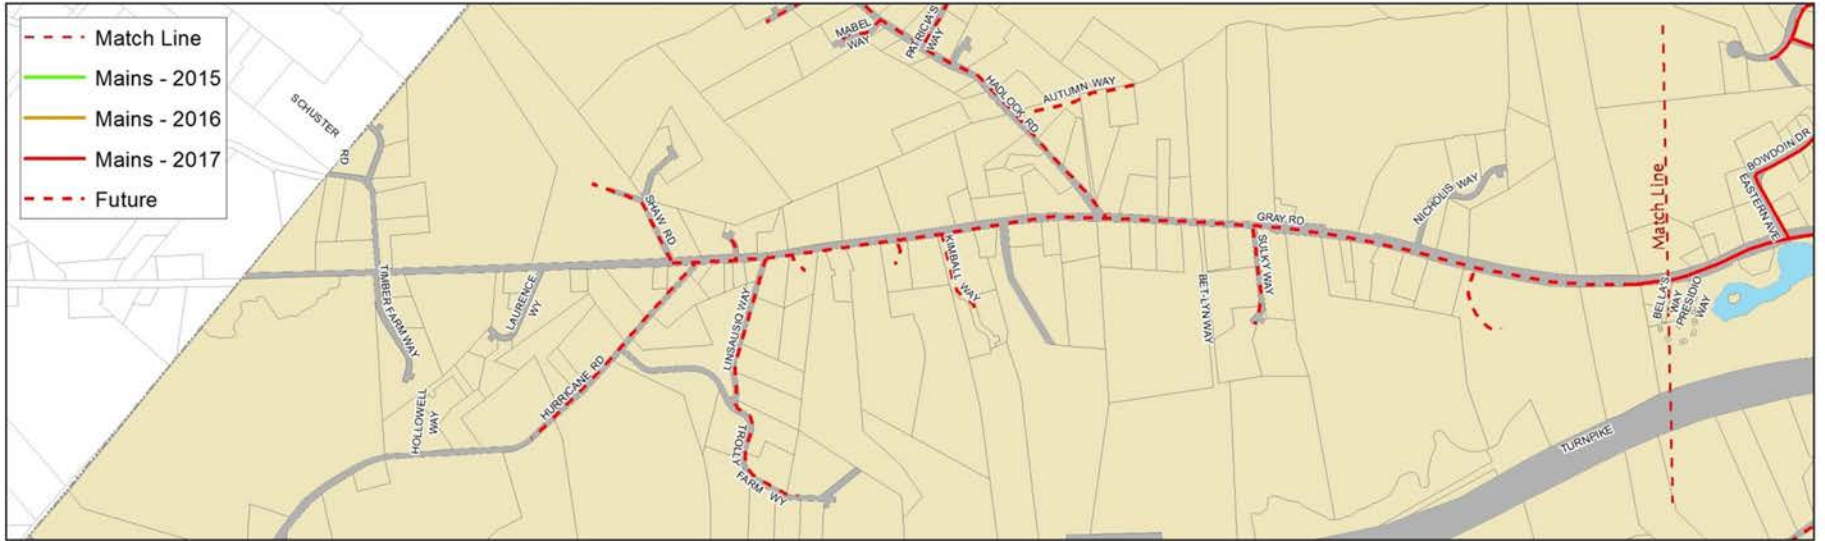 Match Line
Mains - 2015
Mains - 2016
Mains - 2017
Future
SCHUSTER
RD
MABEL
WAY
PATRICIA'S
WAY
HADLOCK RD
AUTUMN WAY
SHAW RD
TIMBER FARM WAY
LAURENCE
WY
HOLLOWELL
WAY
HURRICANE RD
LINSAUSIQ WAY
TROLLY
FARM WY
KIMBALL WAY
GRAY RD
BET-LYN WAY
SULKY WAY
NICHOLIS WAY
Match Line
BOWDOIN DR
EASTERN AVE
BELLA'S
WAY
PRESIDIO
WAY
TURNPIKE